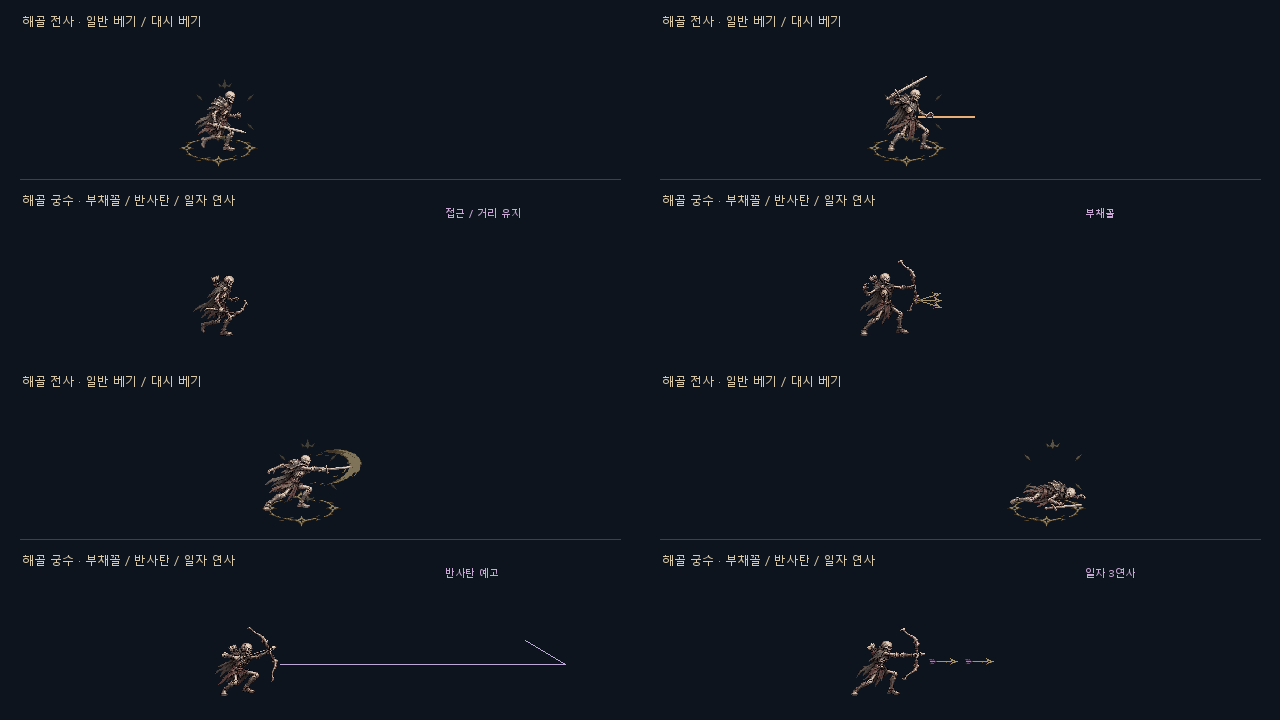 해골 전사 · 일반 베기 / 대시 베기
해골 전사 · 일반 베기 / 대시 베기
해골 궁수 · 부채꼴 / 반사탄 / 일자 연사
접근 / 거리 유지
해골 궁수 · 부채꼴 / 반사탄 / 일자 연사
부채꼴
해골 전사 · 일반 베기 / 대시 베기
해골 전사 · 일반 베기 / 대시 베기
해골 궁수 · 부채꼴 / 반사탄 / 일자 연사
반사탄 예고
해골 궁수 · 부채꼴 / 반사탄 / 일자 연사
일자 3연사